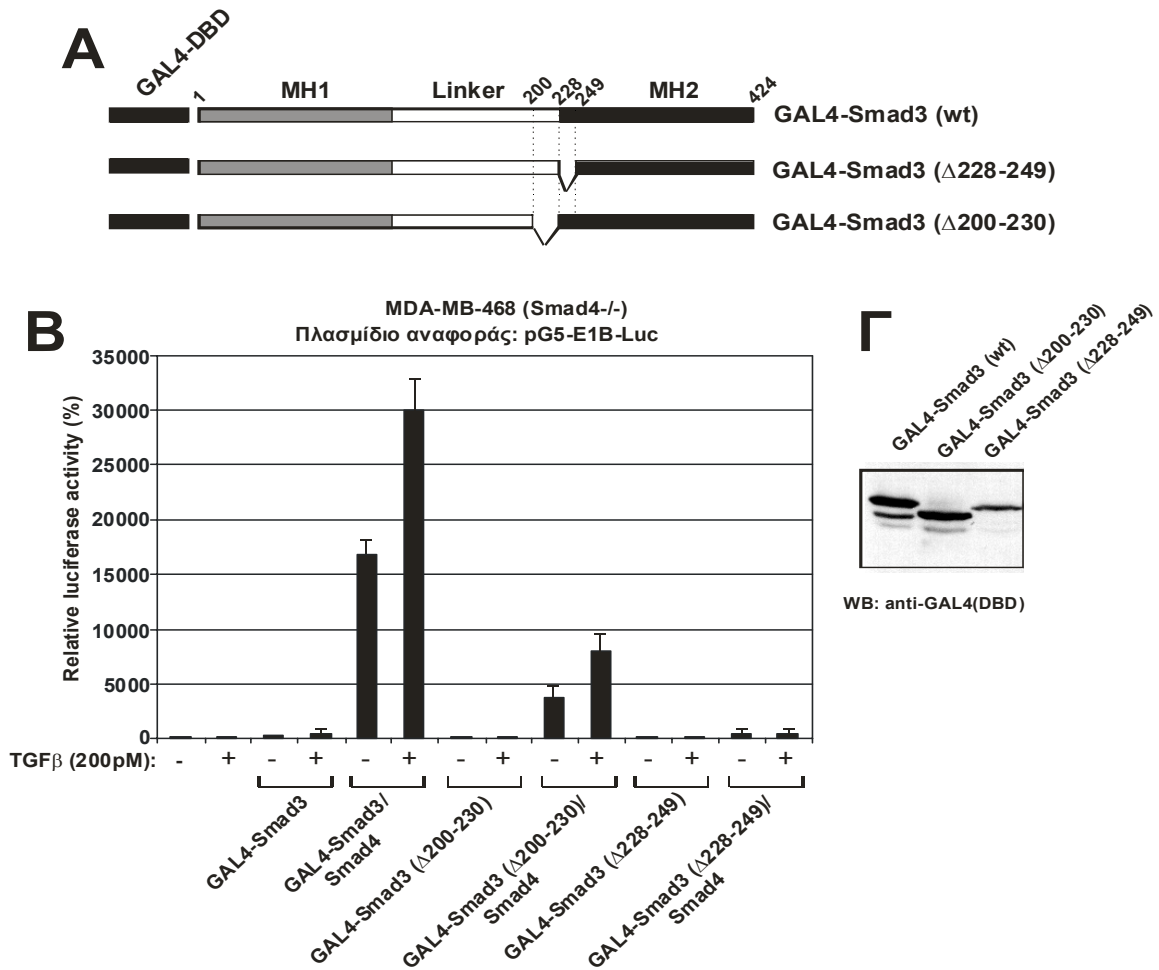 A
GAL4-DBD
1
MH1
Linker
200
228
249
MH2
424
GAL4-Smad3 (wt)
GAL4-Smad3 (Δ228-249)
GAL4-Smad3 (Δ200-230)
B
MDA-MB-468 (Smad4-/-)
Πλασμίδιο αναφοράς: pG5-E1B-Luc
Relative luciferase activity (%)
35000
30000
25000
20000
15000
10000
5000
0
TGFβ (200pM): - + - + - + - + - + - + - +
GAL4-Smad3
GAL4-Smad3/
Smad4
GAL4-Smad3 (Δ200-230)
GAL4-Smad3 (Δ200-230)/
Smad4
GAL4-Smad3 (Δ228-249)
GAL4-Smad3 (Δ228-249)/
Smad4
Γ
GAL4-Smad3 (wt)
GAL4-Smad3 (Δ200-230)
GAL4-Smad3 (Δ228-249)
WB: anti-GAL4(DBD)